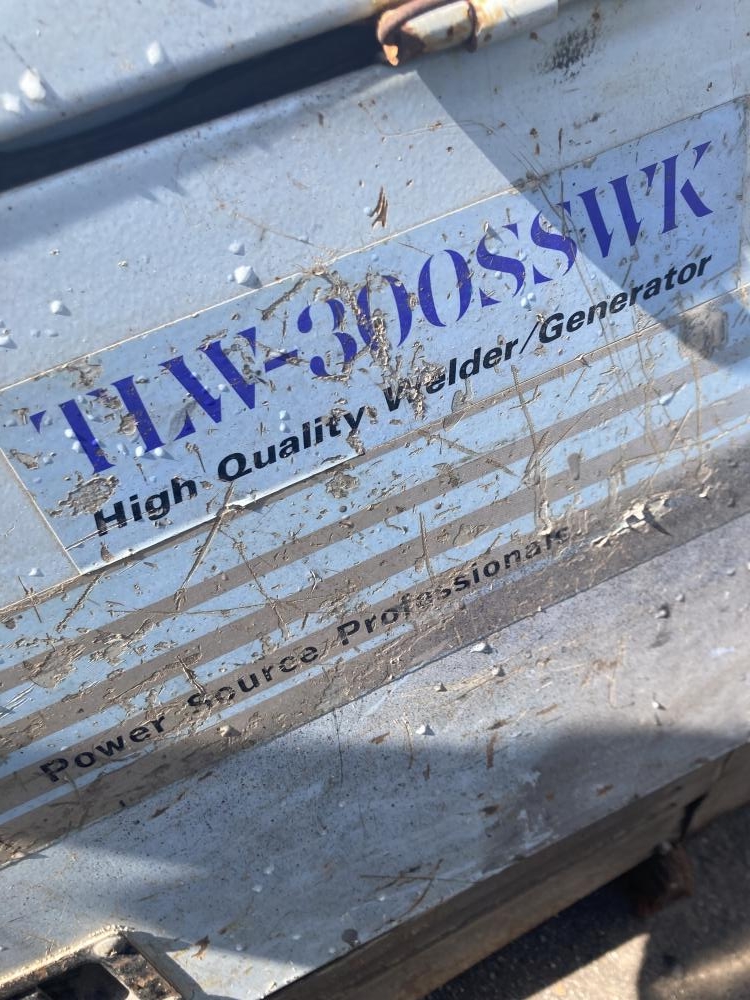 TLW-300SSWK
High Quality Welder/Generator
Power Source Professionals